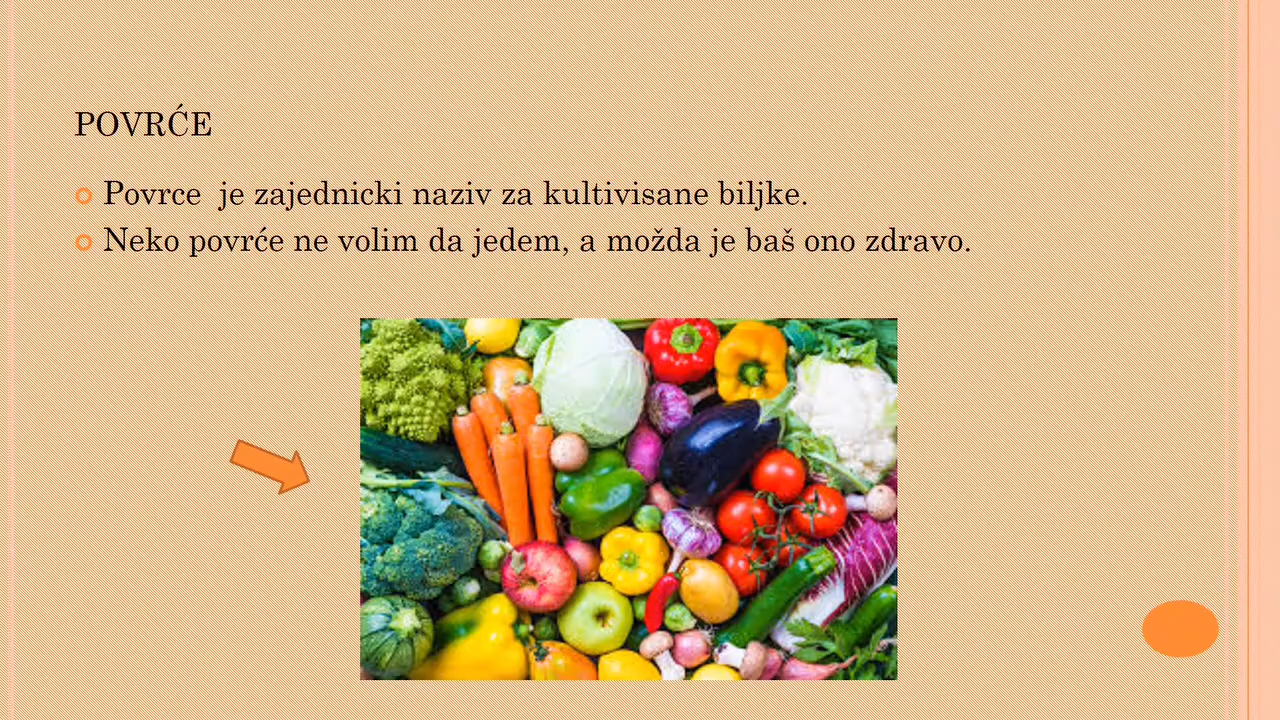 POVRĆE
Povrce  je zajednicki naziv za kultivisane biljke.
Neko povrće ne volim da jedem, a možda je baš ono zdravo.